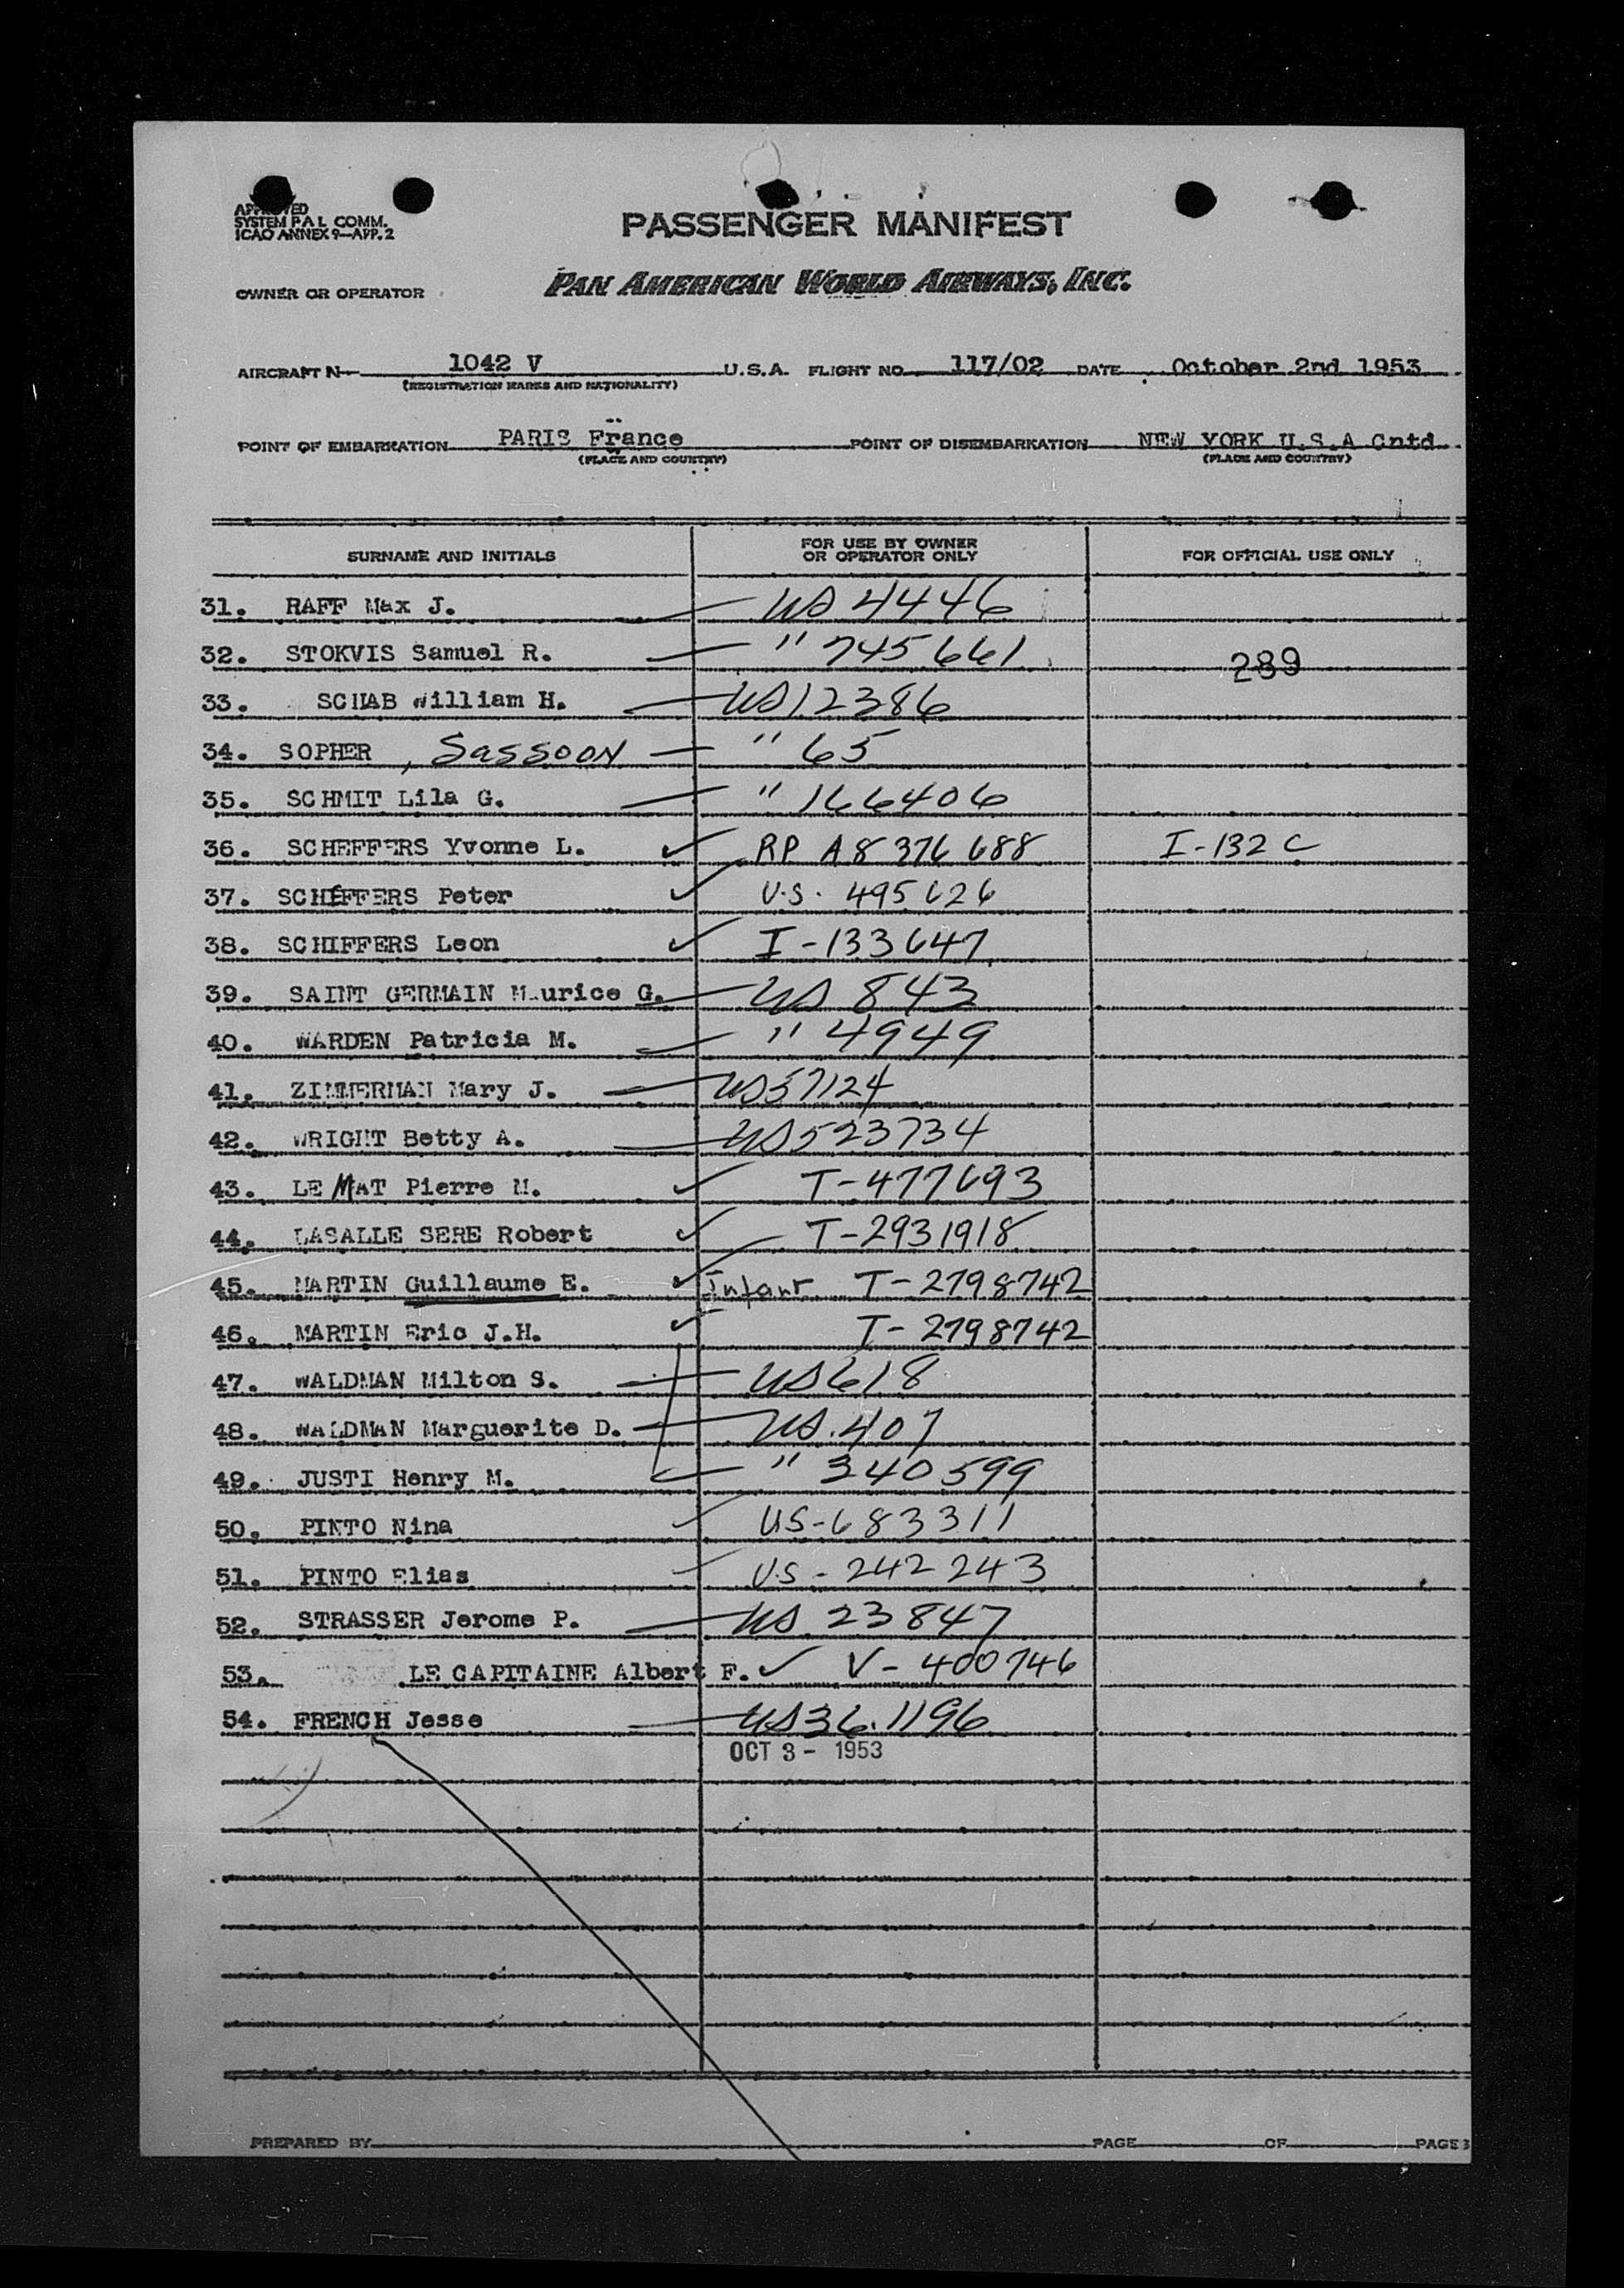 APPROVED
SYSTEM P.A.L. COMM.
ICAO ANNEX 9—APP. 2
PASSENGER MANIFEST
OWNER OR OPERATOR PAN AMERICAN WORLD AIRWAYS, INC.
AIRCRAFT N— 1042 V U.S.A. FLIGHT NO. 117/02 DATE October 2nd 1953
(REGISTRATION MARKS AND NATIONALITY)
POINT OF EMBARKATION PARIS France POINT OF DISEMBARKATION NEW YORK U.S.A Cntd
(PLACE AND COUNTRY) (PLACE AND COUNTRY)
SURNAME AND INITIALS FOR USE BY OWNER OR OPERATOR ONLY FOR OFFICIAL USE ONLY
31. RAFF Max J. US 4446
32. STOKVIS Samuel R. " 745661 289
33. SCHAB William H. US 12386
34. SOPHER , Sassoon " 65
35. SCHMIT Lila G. " 166406
36. SCHEFFERS Yvonne L. RP A8 376 688 I-132 C
37. SCHEFFERS Peter U.S. 495626
38. SCHIFFERS Leon I-133647
39. SAINT GERMAIN Maurice G. US 843
40. WARDEN Patricia M. " 4949
41. ZIMMERMAN Mary J. US 57124
42. WRIGHT Betty A. US 523734
43. LE MAT Pierre M. T-477693
44. LASALLE SERE Robert T-2931918
45. MARTIN Guillaume E. Infant T-2798742
46. MARTIN Eric J.H. T-2798742
47. WALDMAN Milton S. US 618
48. WALDMAN Marguerite D. US.407
49. JUSTI Henry M. " 340599
50. PINTO Nina US-683311
51. PINTO Elias U.S-242243
52. STRASSER Jerome P. US 23847
53. LE CAPITAINE Albert F. V-400746
54. FRENCH Jesse US 36.1196
OCT 3 - 1953
PREPARED BY PAGE OF PAGES